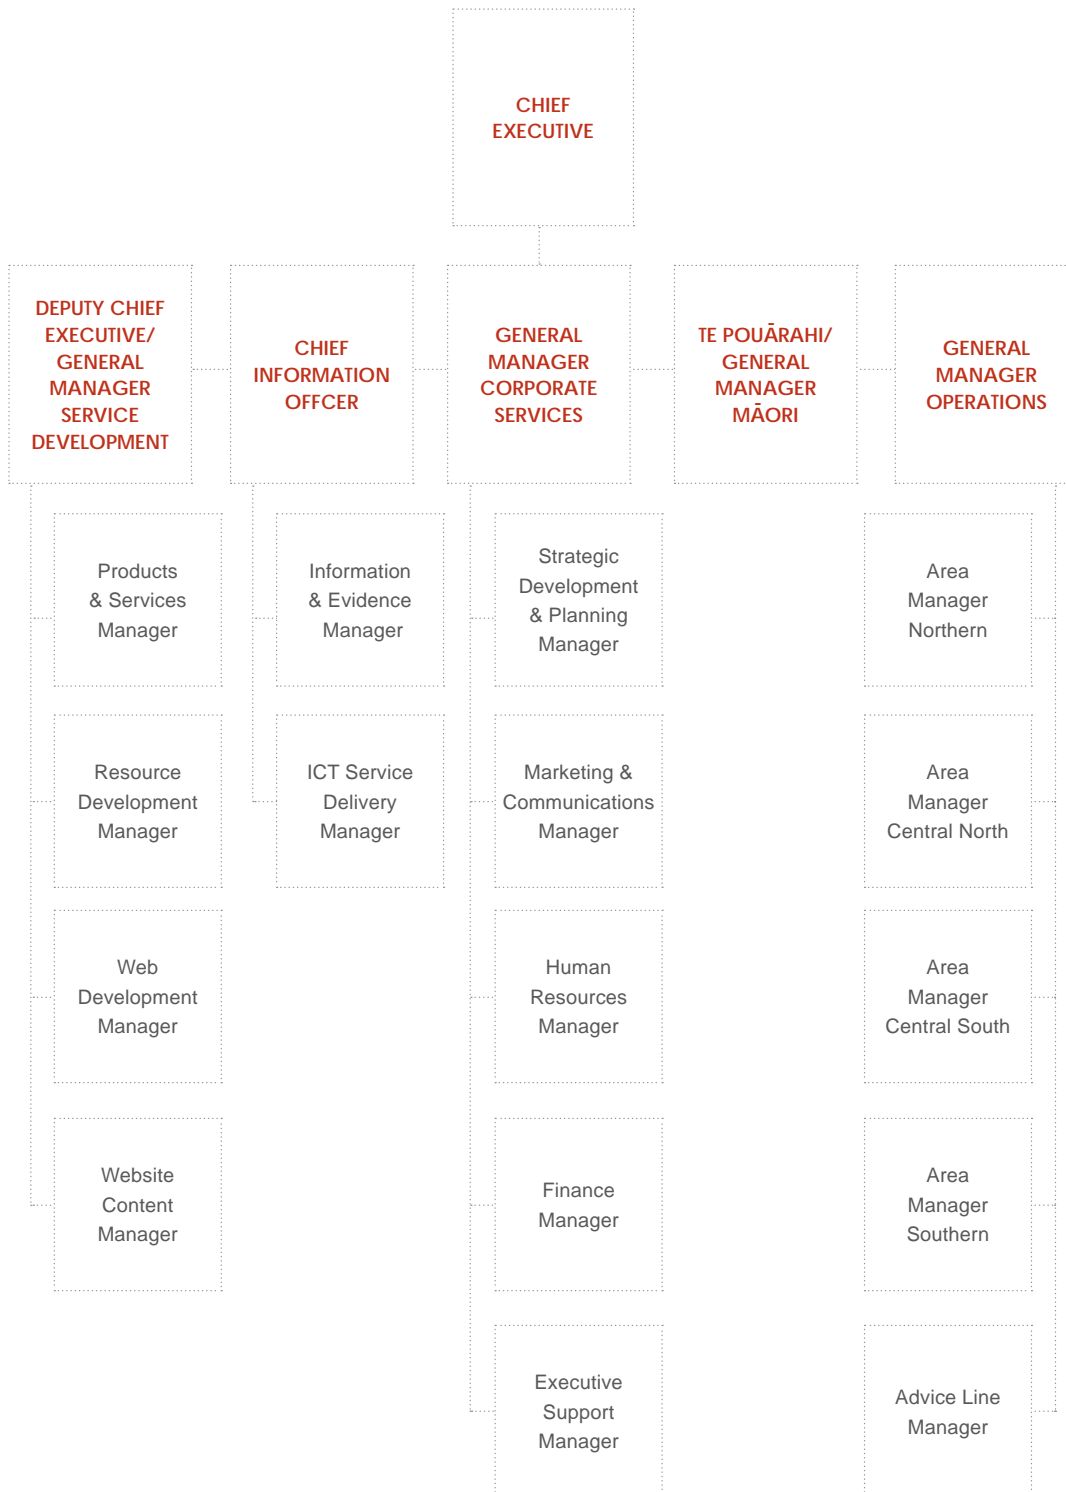 CHIEF
EXECUTIVE
DEPUTY CHIEF
EXECUTIVE/
GENERAL
MANAGER
SERVICE
DEVELOPMENT
CHIEF
INFORMATION
OFFCER
GENERAL
MANAGER
CORPORATE
SERVICES
TE POUĀRAHI/
GENERAL
MANAGER
MĀORI
GENERAL
MANAGER
OPERATIONS
Products
& Services
Manager
Resource
Development
Manager
Web
Development
Manager
Website
Content
Manager
Information
& Evidence
Manager
ICT Service
Delivery
Manager
Strategic
Development
& Planning
Manager
Marketing &
Communications
Manager
Human
Resources
Manager
Finance
Manager
Executive
Support
Manager
Area
Manager
Northern
Area
Manager
Central North
Area
Manager
Central South
Area
Manager
Southern
Advice Line
Manager